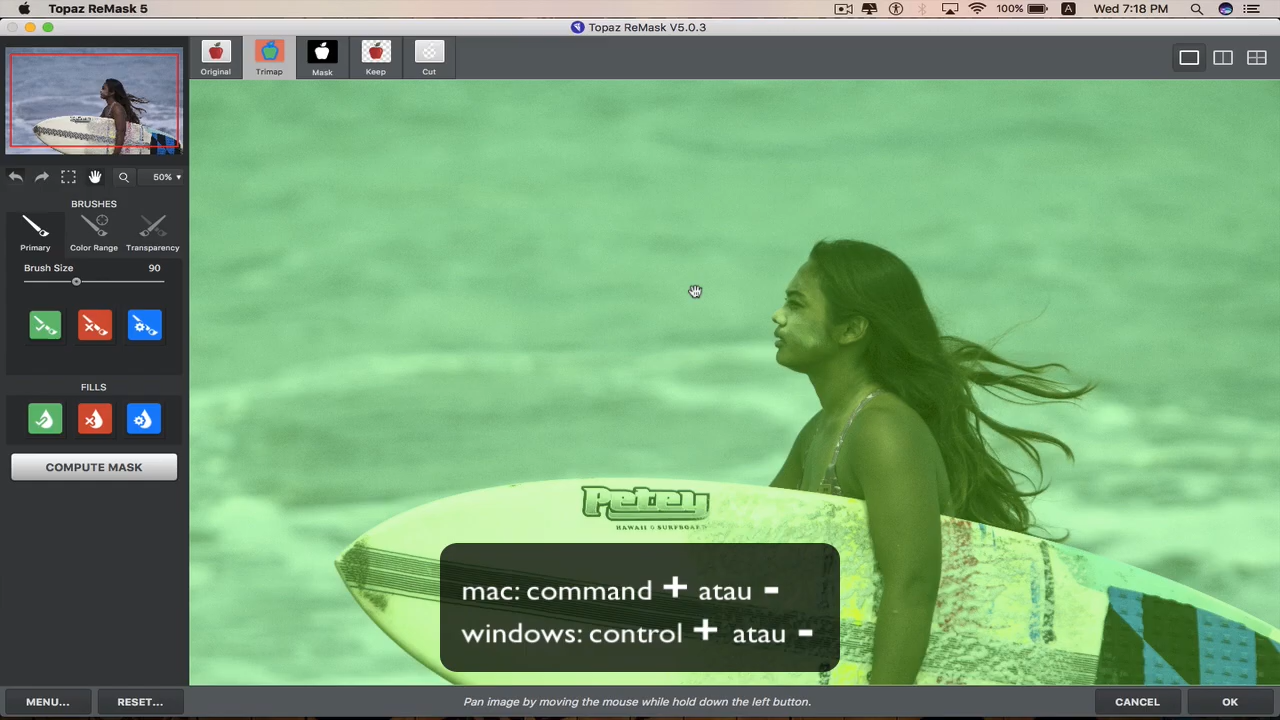 Topaz ReMask 5
100%
A
Wed 7:18 PM
Topaz ReMask V5.0.3
Original
Trimap
Mask
Keep
Cut
50%
BRUSHES
Primary
Color Range
Transparency
Brush Size 90
FILLS
COMPUTE MASK
Petey
HAWAII SURFBOARD
mac: command + atau -
windows: control + atau -
MENU...
RESET...
Pan image by moving the mouse while hold down the left button.
CANCEL
OK